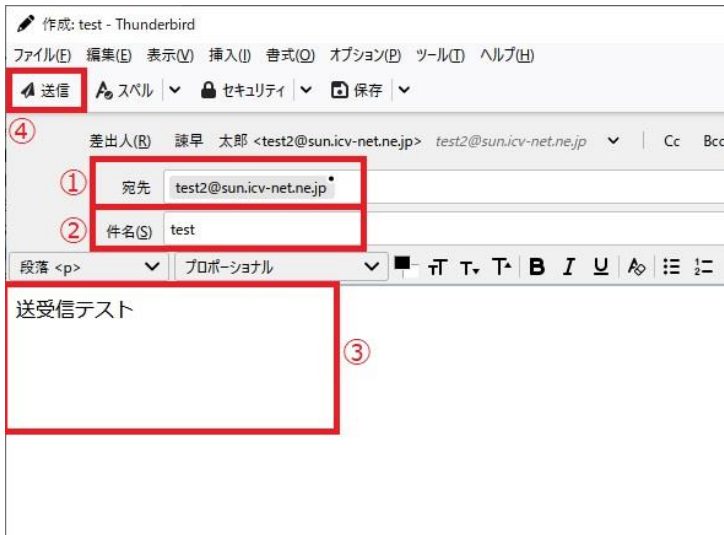 作成: test - Thunderbird
ファイル(F) 編集(E) 表示(V) 挿入(I) 書式(O) オプション(P) ツール(T) ヘルプ(H)
送信 スペル セキュリティ 保存
④
差出人(R) 諫早 太郎 <test2@sun.icv-net.ne.jp> test2@sun.icv-net.ne.jp Cc Bcc
① 宛先 test2@sun.icv-net.ne.jp
② 件名(S) test
段落 <p> プロポーショナル TT T T B I U
送受信テスト
③